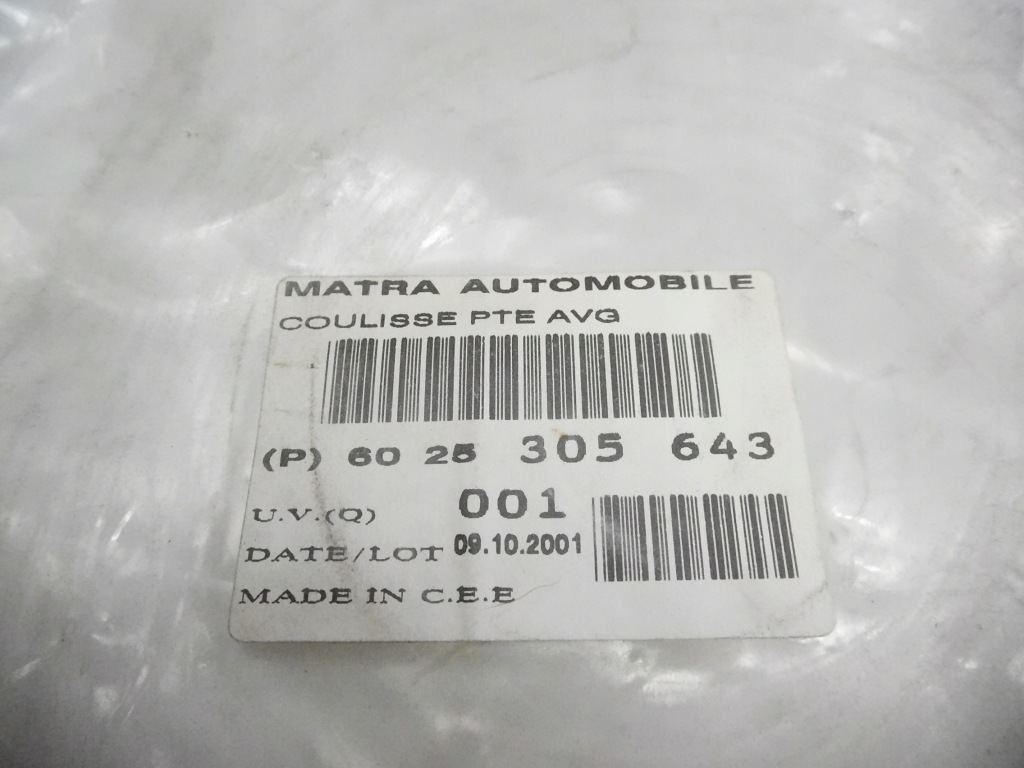 MATRA AUTOMOBILE
COULISSE PTE AVG
(P) 60 25 305 643
U.V.(Q) 001
DATE/LOT 09.10.2001
MADE IN C.E.E